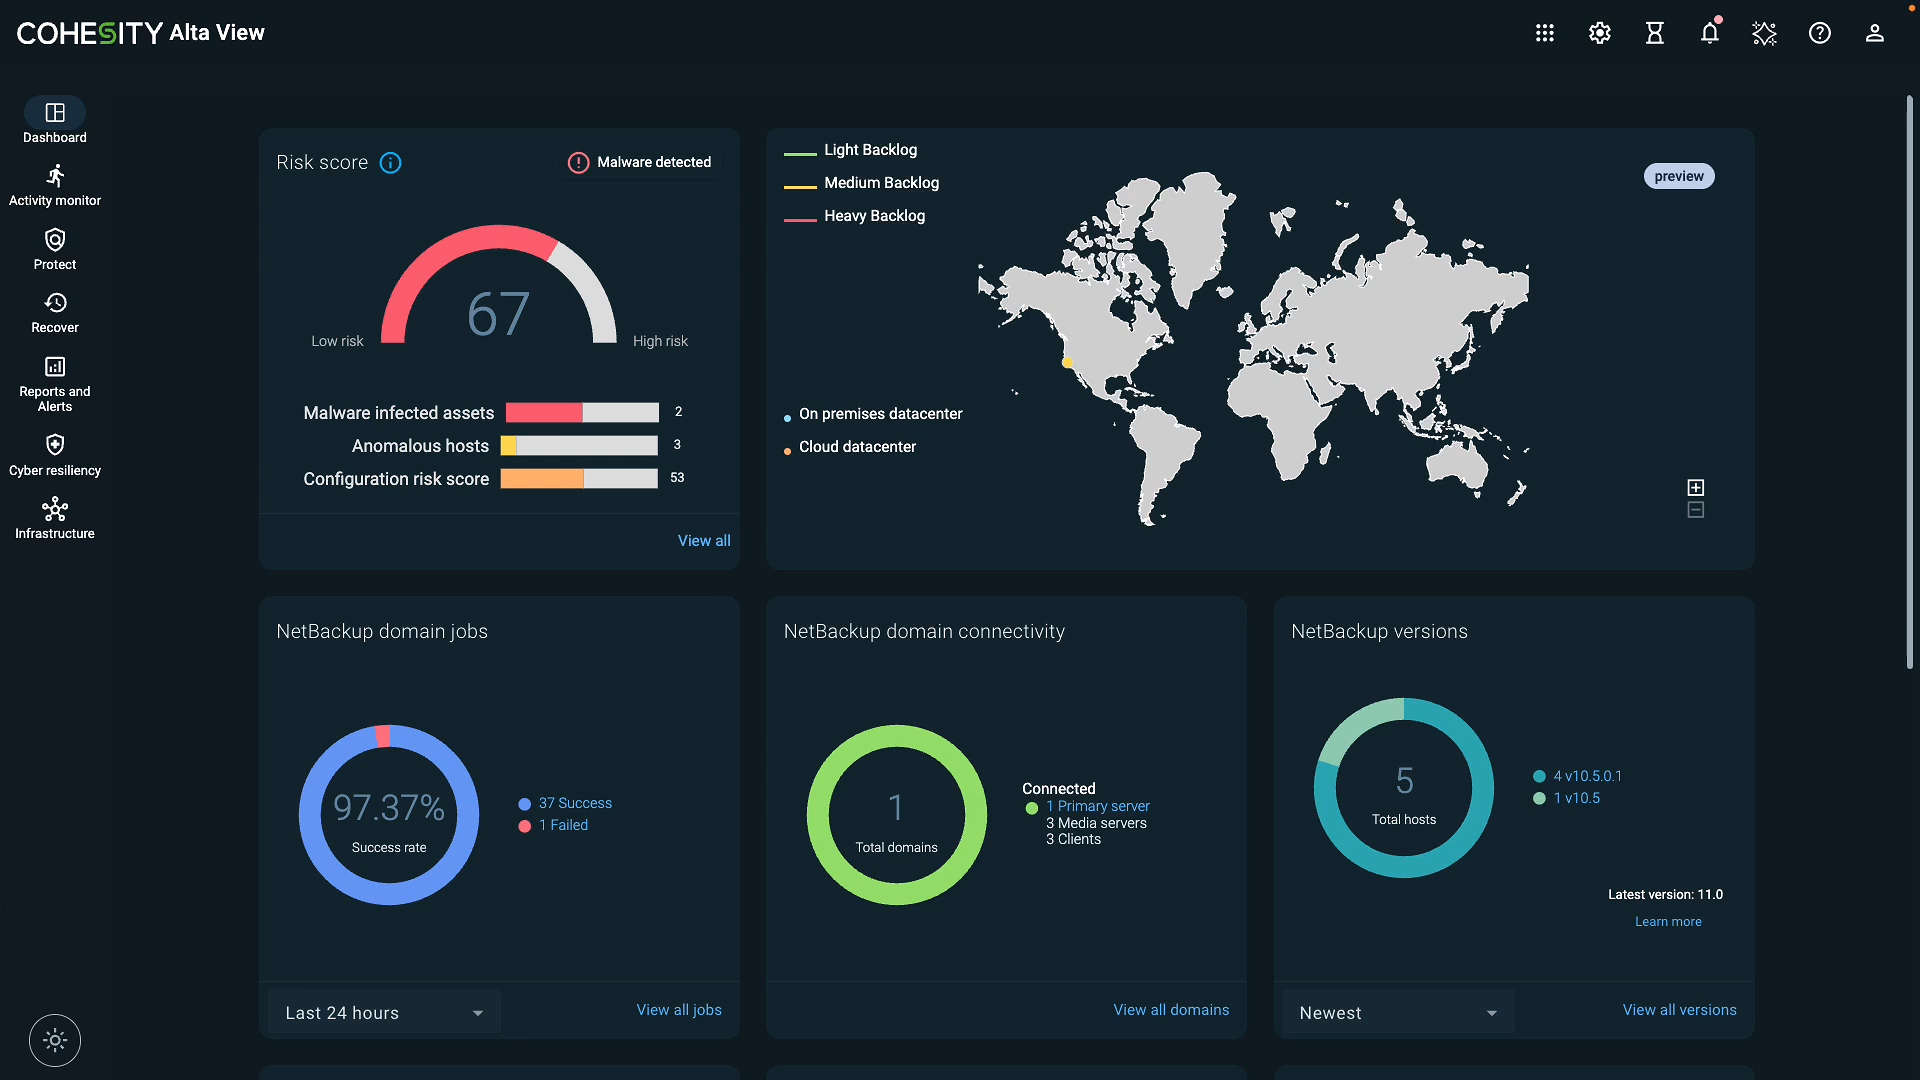 COHESITY Alta View
Dashboard
Activity monitor
Protect
Recover
Reports and
Alerts
Cyber resiliency
Infrastructure
Risk score
Malware detected
67
Low risk
High risk
Malware infected assets
2
Anomalous hosts
3
Configuration risk score
53
View all
Light Backlog
Medium Backlog
Heavy Backlog
preview
On premises datacenter
Cloud datacenter
NetBackup domain jobs
97.37%
Success rate
37 Success
1 Failed
Last 24 hours
View all jobs
NetBackup domain connectivity
1
Total domains
Connected
1 Primary server
3 Media servers
3 Clients
View all domains
NetBackup versions
5
Total hosts
4 v10.5.0.1
1 v10.5
Latest version: 11.0
Learn more
Newest
View all versions